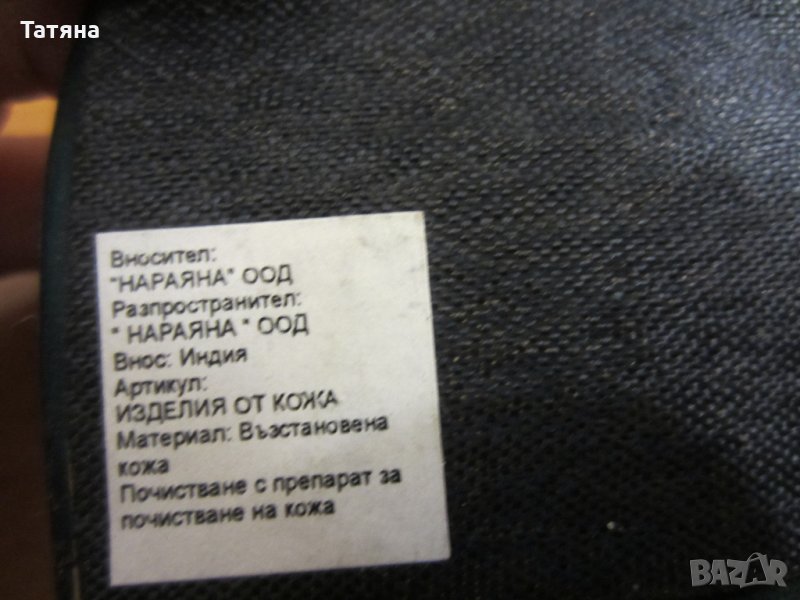 Татяна
Вносител:
"НАРАЯНА" ООД
Разпространител:
" НАРАЯНА " ООД
Внос: Индия
Артикул:
ИЗДЕЛИЯ ОТ КОЖА
Материал: Възстановена
кожа
Почистване с препарат за
почистване на кожа
BAZAR